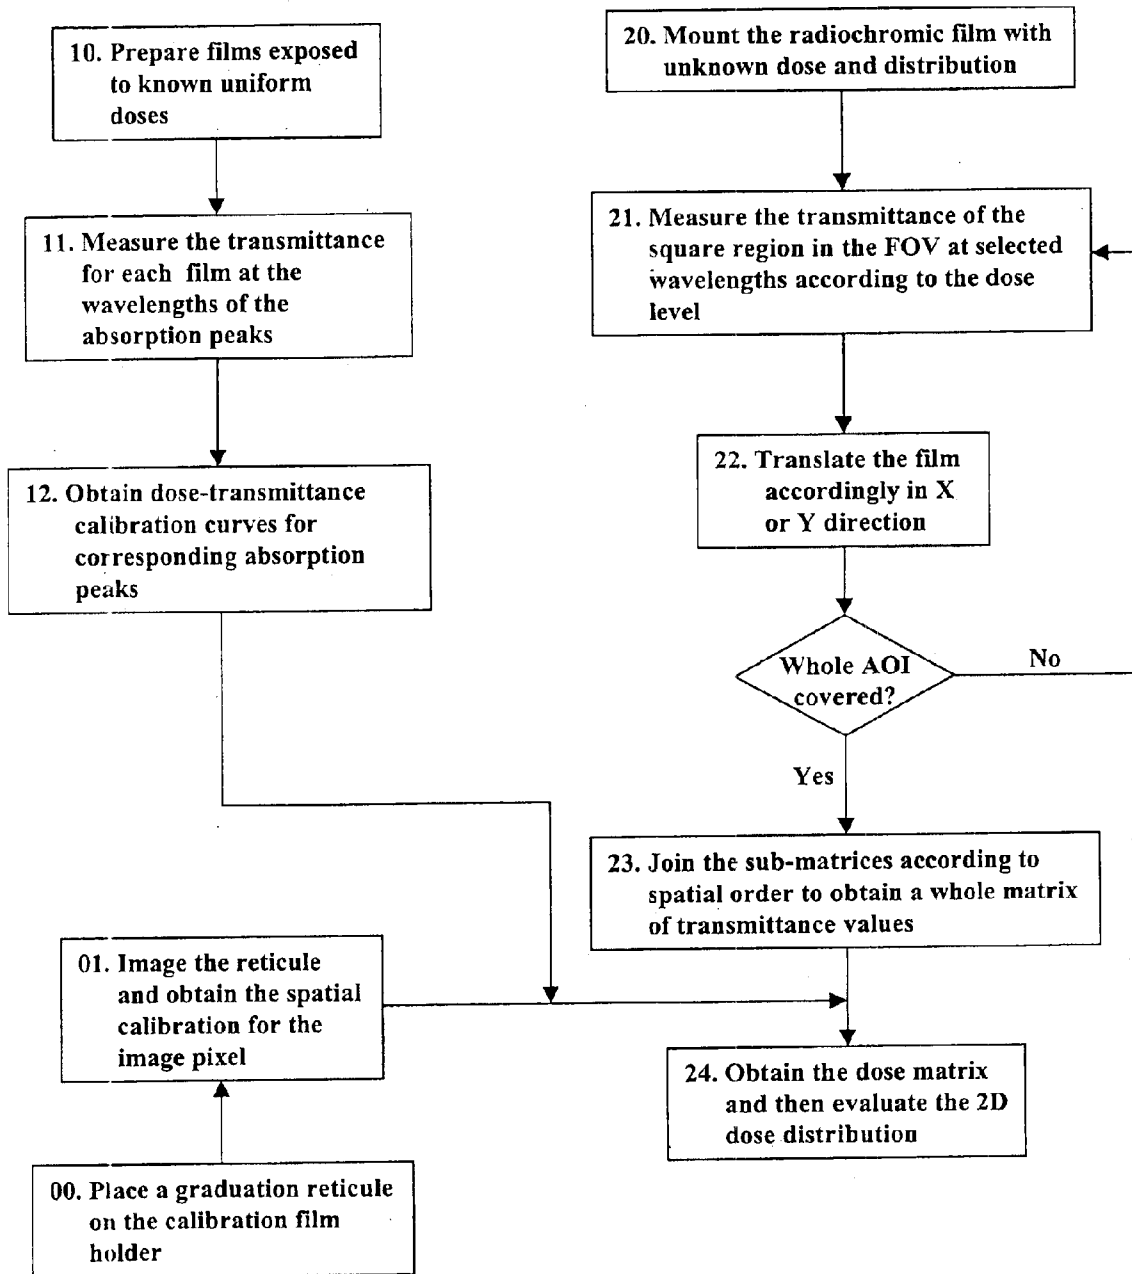 10. Prepare films exposed
to known uniform
doses
11. Measure the transmittance
for each film at the
wavelengths of the
absorption peaks
12. Obtain dose-transmittance
calibration curves for
corresponding absorption
peaks
01. Image the reticule
and obtain the spatial
calibration for the
image pixel
00. Place a graduation reticule
on the calibration film
holder
20. Mount the radiochromic film with
unknown dose and distribution
21. Measure the transmittance of the
square region in the FOV at selected
wavelengths according to the dose
level
22. Translate the film
accordingly in X
or Y direction
Whole AOI
covered?
No
Yes
23. Join the sub-matrices according to
spatial order to obtain a whole matrix
of transmittance values
24. Obtain the dose matrix
and then evaluate the 2D
dose distribution